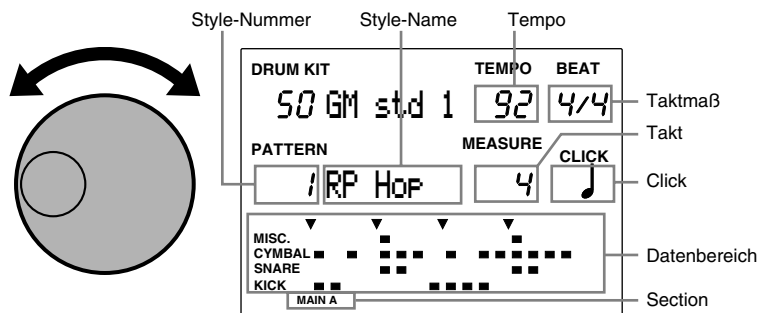 Style-Nummer Style-Name Tempo
DRUM KIT TEMPO BEAT
50 GM std 1 92 4/4
Taktmaß
PATTERN MEASURE CLICK
Takt
1 RP Hop 4
Click
MISC.
CYMBAL
Datenbereich
SNARE
KICK
MAIN A
Section